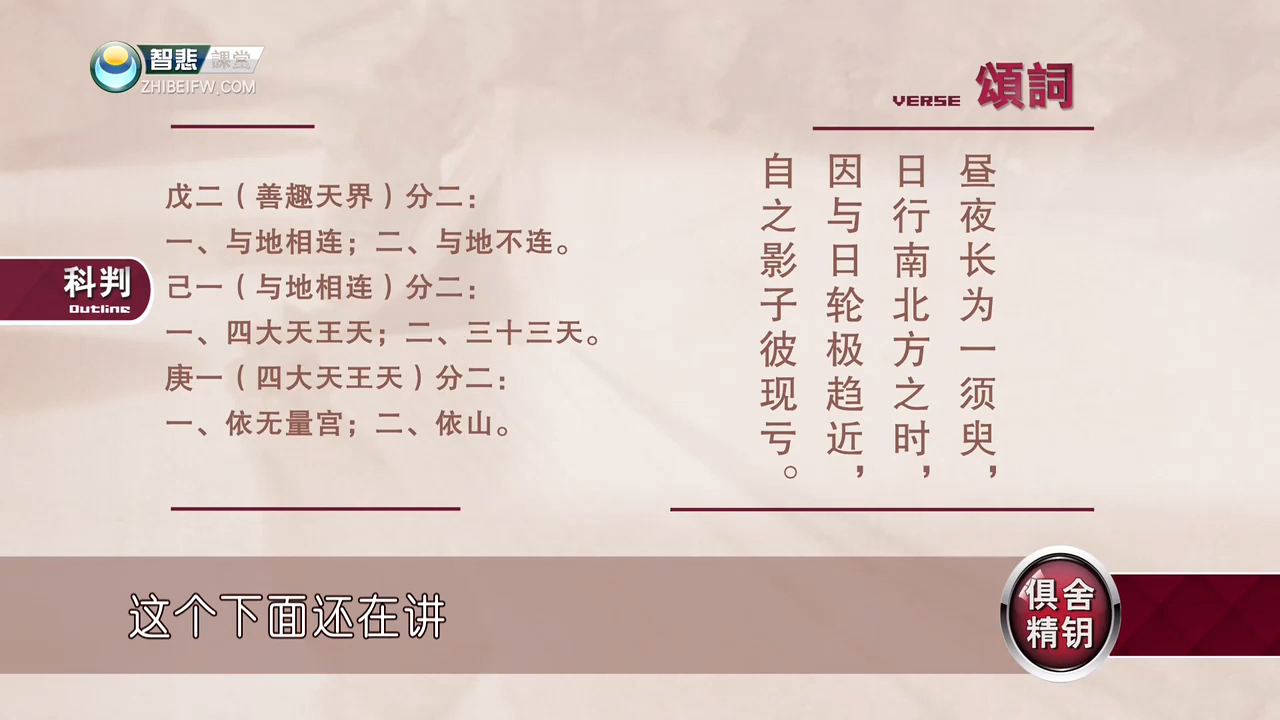 智悲課堂
ZHIBEIFW.COM
VERSE 頌詞
昼夜长为一须臾，
日行南北方之时，
因与日轮极趋近，
自之影子彼现亏。
科判
Outline
戊二（善趣天界）分二：
一、与地相连；二、与地不连。
己一（与地相连）分二：
一、四大天王天；二、三十三天。
庚一（四大天王天）分二：
一、依无量宫；二、依山。
这个下面还在讲
俱舍
精钥